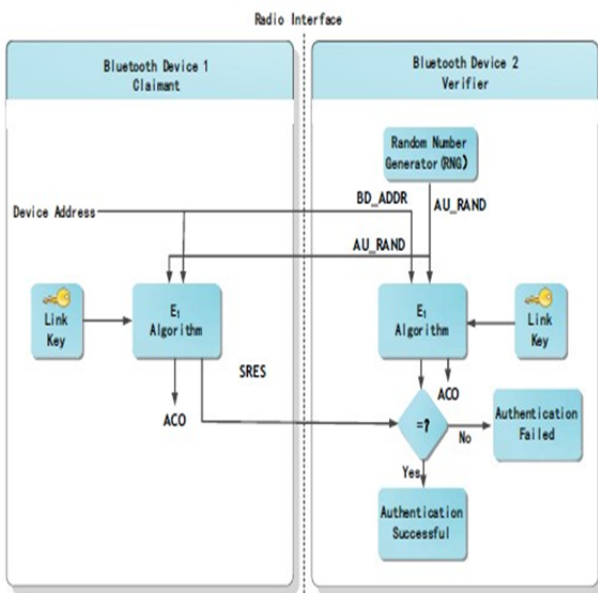 Radio Interface
Bluetooth Device 1
Claimant
Bluetooth Device 2
Verifier
Random Number
Generator(RNG)
Device Address
BD_ADDR
AU_RAND
AU_RAND
Link
Key
E1
Algorithm
E1
Algorithm
Link
Key
SRES
ACO
ACO
=?
No
Authentication
Failed
Yes
Authentication
Successful